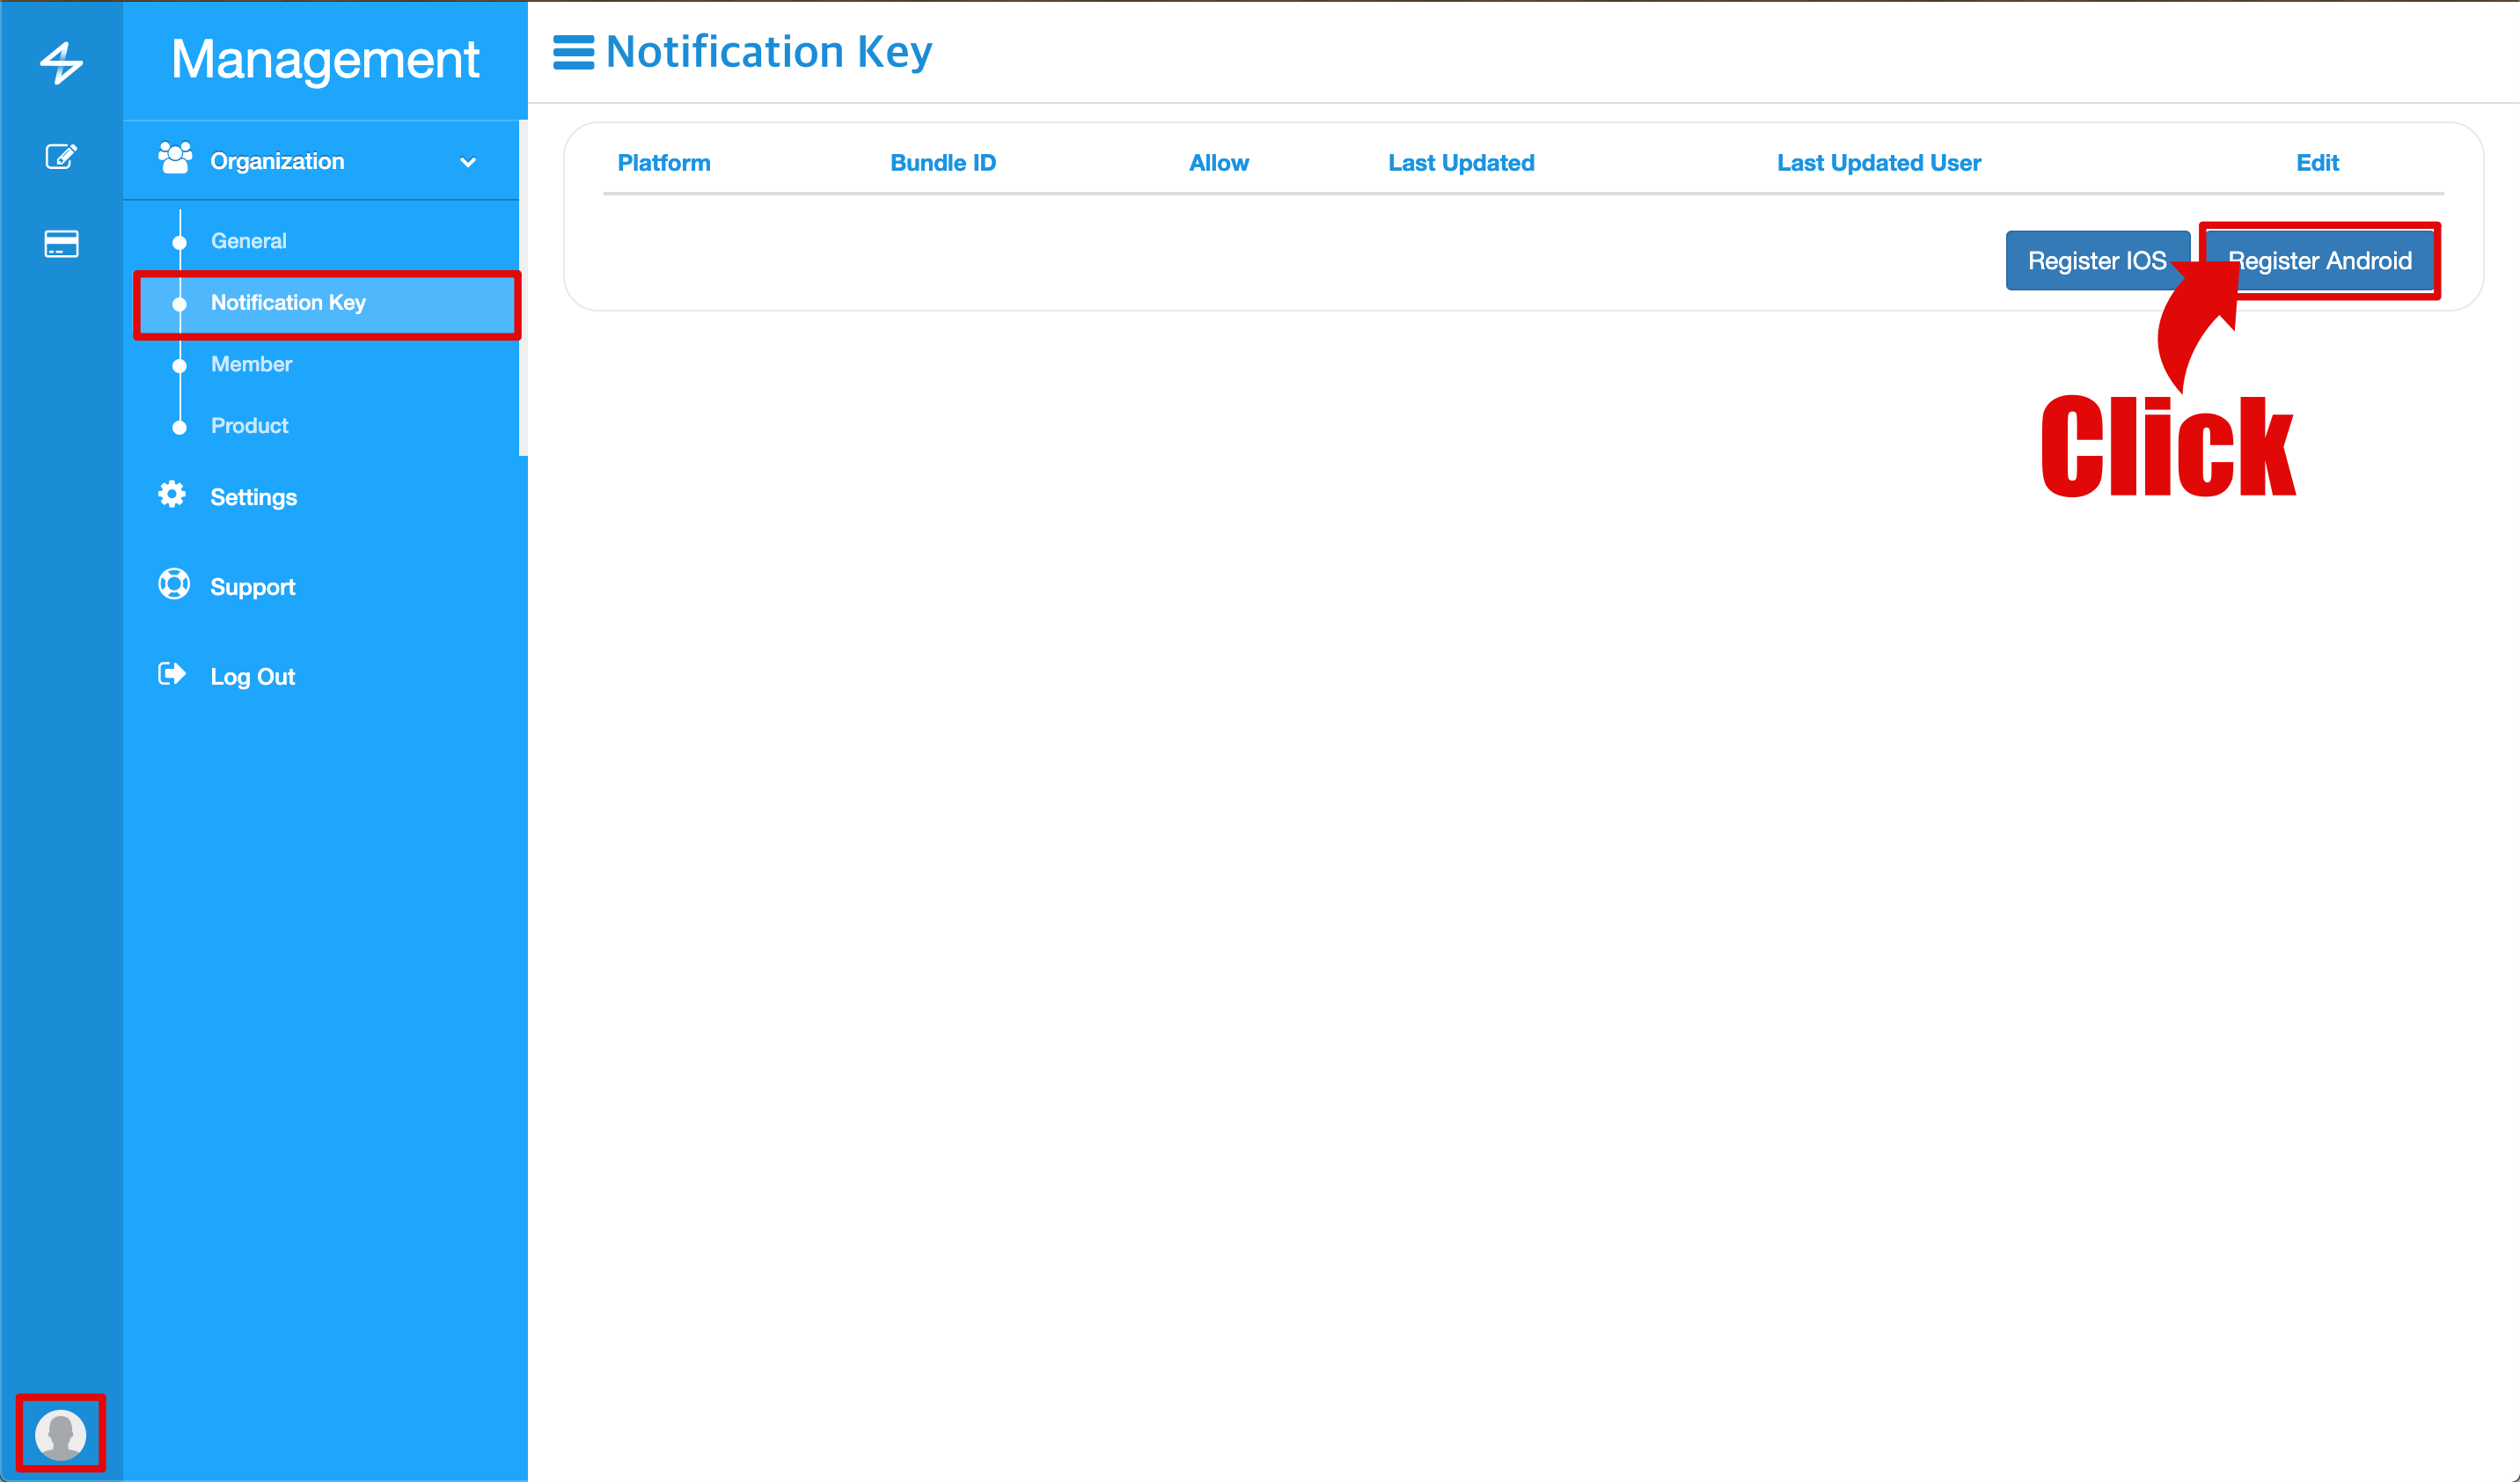 Management
Notification Key
Organization
General
Notification Key
Member
Product
Settings
Support
Log Out
Platform Bundle ID Allow Last Updated Last Updated User Edit
Register IOS Register Android
Click